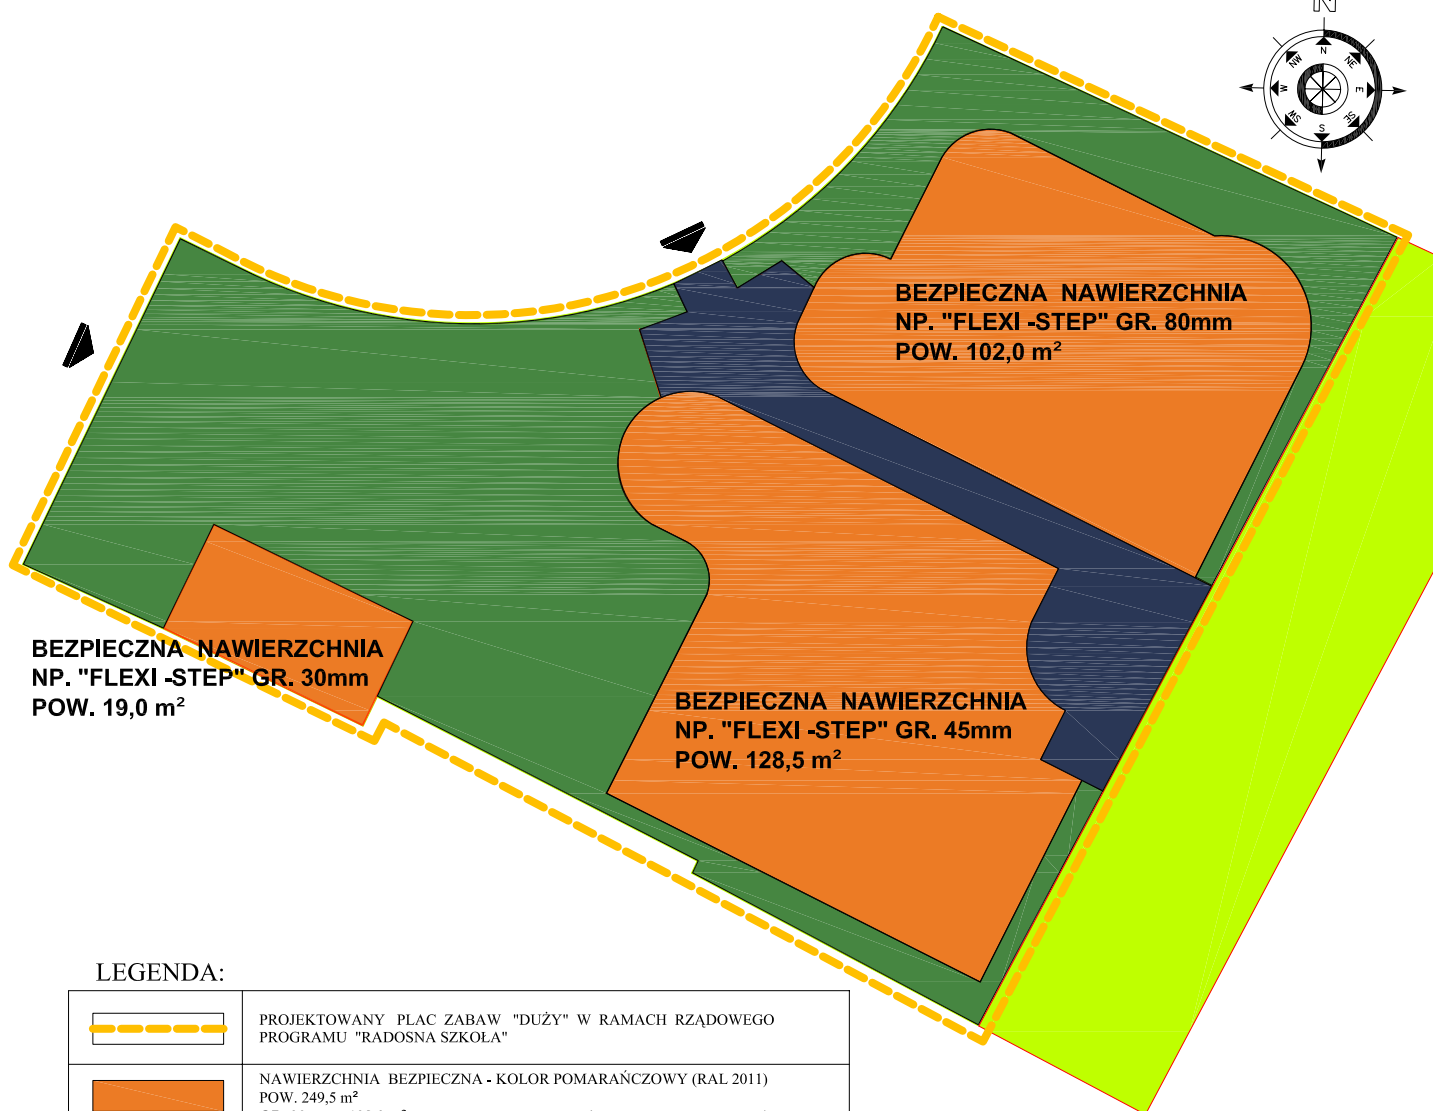 N
N
NE
E
SE
S
SW
W
NW
BEZPIECZNA NAWIERZCHNIA
NP. "FLEXI -STEP" GR. 80mm
POW. 102,0 m²
BEZPIECZNA NAWIERZCHNIA
NP. "FLEXI -STEP" GR. 30mm
POW. 19,0 m²
BEZPIECZNA NAWIERZCHNIA
NP. "FLEXI -STEP" GR. 45mm
POW. 128,5 m²
LEGENDA:
PROJEKTOWANY PLAC ZABAW "DUŻY" W RAMACH RZĄDOWEGO
PROGRAMU "RADOSNA SZKOŁA"
NAWIERZCHNIA BEZPIECZNA - KOLOR POMARAŃCZOWY (RAL 2011)
POW. 249,5 m²